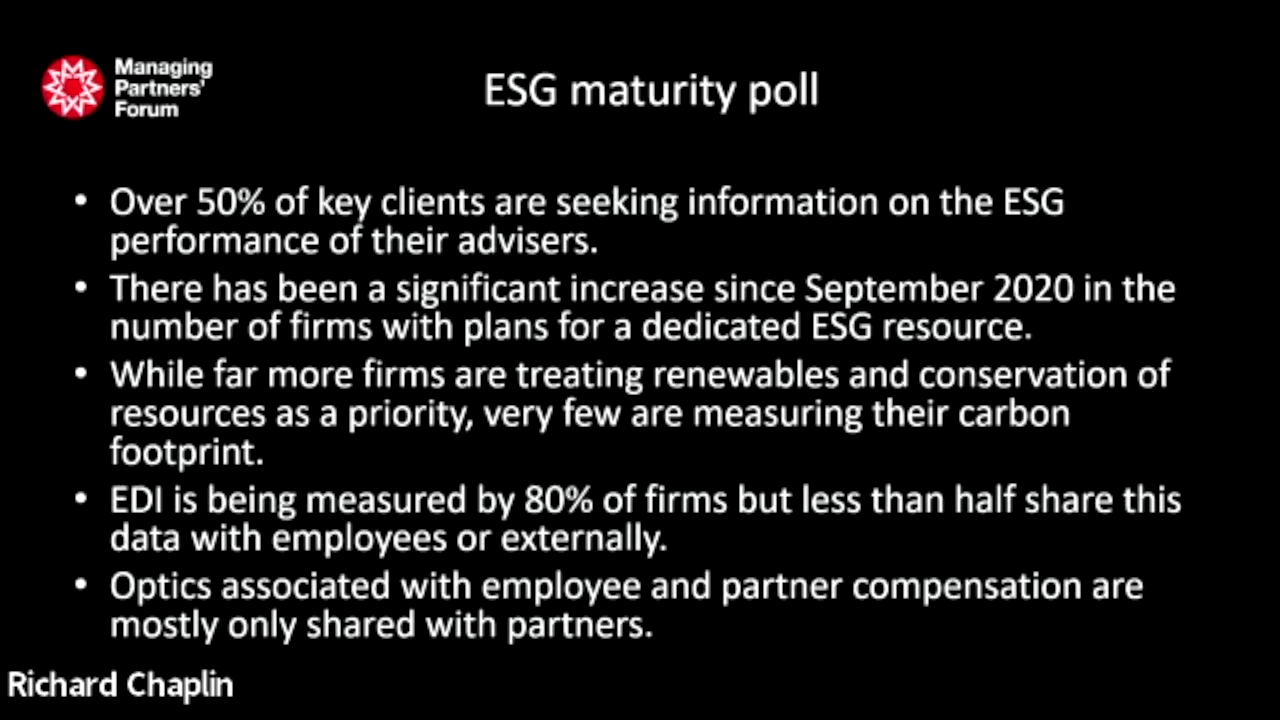 Managing
Partners'
Forum
ESG maturity poll
• Over 50% of key clients are seeking information on the ESG
performance of their advisers.
• There has been a significant increase since September 2020 in the
number of firms with plans for a dedicated ESG resource.
• While far more firms are treating renewables and conservation of
resources as a priority, very few are measuring their carbon
footprint.
• EDI is being measured by 80% of firms but less than half share this
data with employees or externally.
• Optics associated with employee and partner compensation are
mostly only shared with partners.
Richard Chaplin